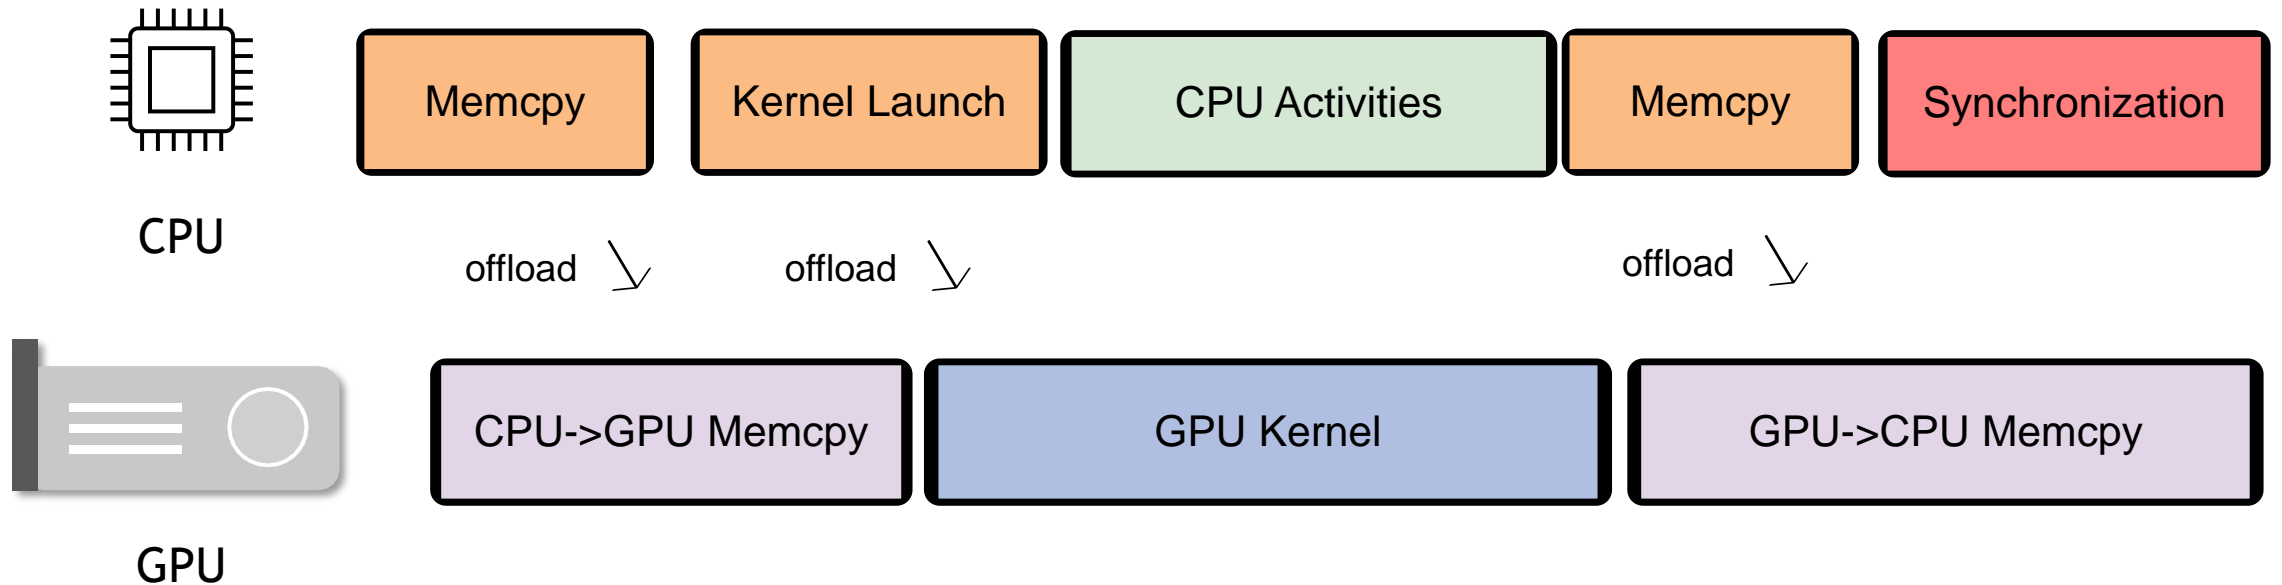 Memcpy
Kernel Launch
CPU Activities
Memcpy
Synchronization
CPU
offload
offload
offload
CPU->GPU Memcpy
GPU Kernel
GPU->CPU Memcpy
GPU